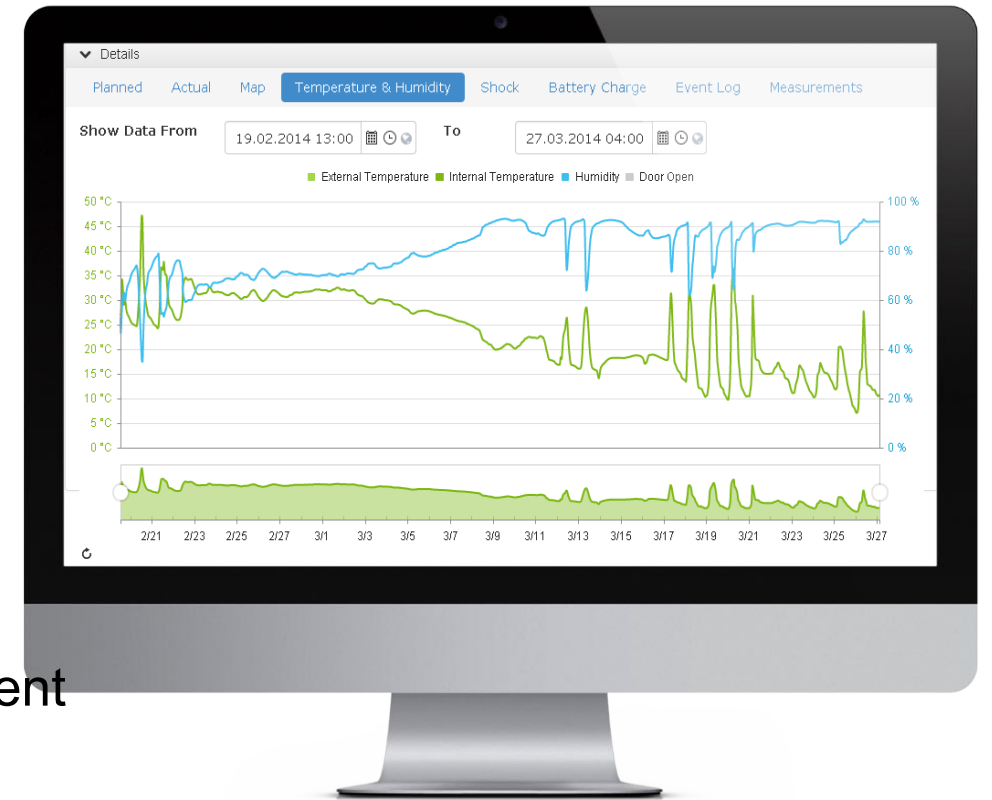 Details
Planned Actual Map Temperature & Humidity Shock Battery Charge Event Log Measurements
Show Data From 19.02.2014 13:00 To 27.03.2014 04:00
External Temperature Internal Temperature Humidity Door Open
50 °C 100 %
45 °C
40 °C 80 %
35 °C
30 °C 60 %
25 °C
20 °C 40 %
15 °C
10 °C 20 %
5 °C
0 °C 0 %
2/21 2/23 2/25 2/27 3/1 3/3 3/5 3/7 3/9 3/11 3/13 3/15 3/17 3/19 3/21 3/23 3/25 3/27
ent